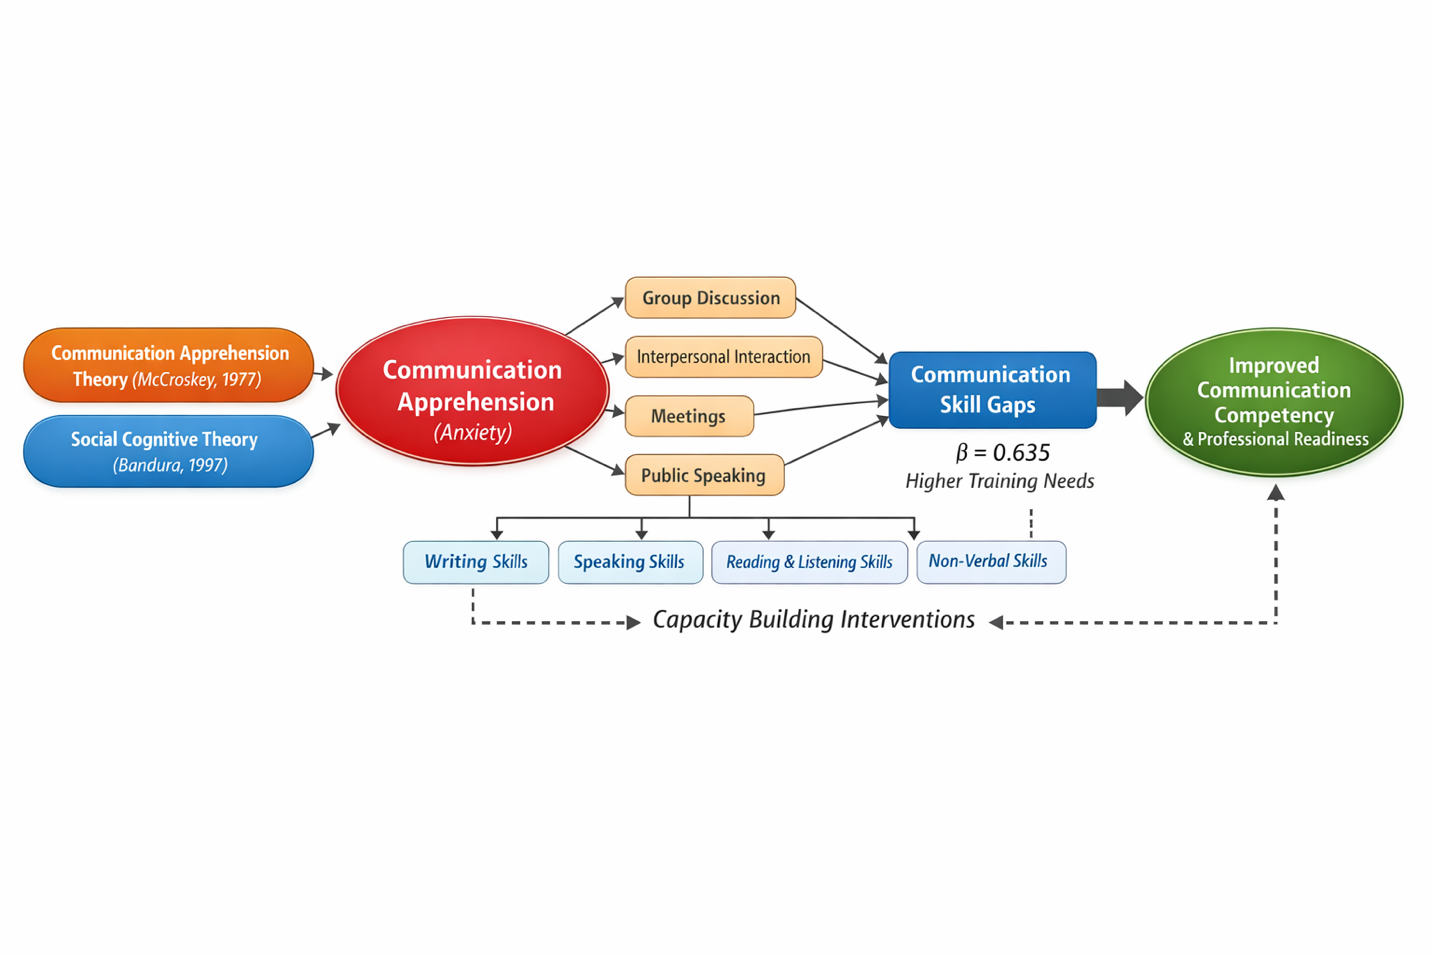 Communication Apprehension
Theory (McCroskey, 1977)
Social Cognitive Theory
(Bandura, 1997)
Communication
Apprehension
(Anxiety)
Group Discussion
Interpersonal Interaction
Meetings
Public Speaking
Communication
Skill Gaps
β = 0.635
Higher Training Needs
Improved
Communication
Competency
& Professional Readiness
Writing Skills
Speaking Skills
Reading & Listening Skills
Non-Verbal Skills
Capacity Building Interventions